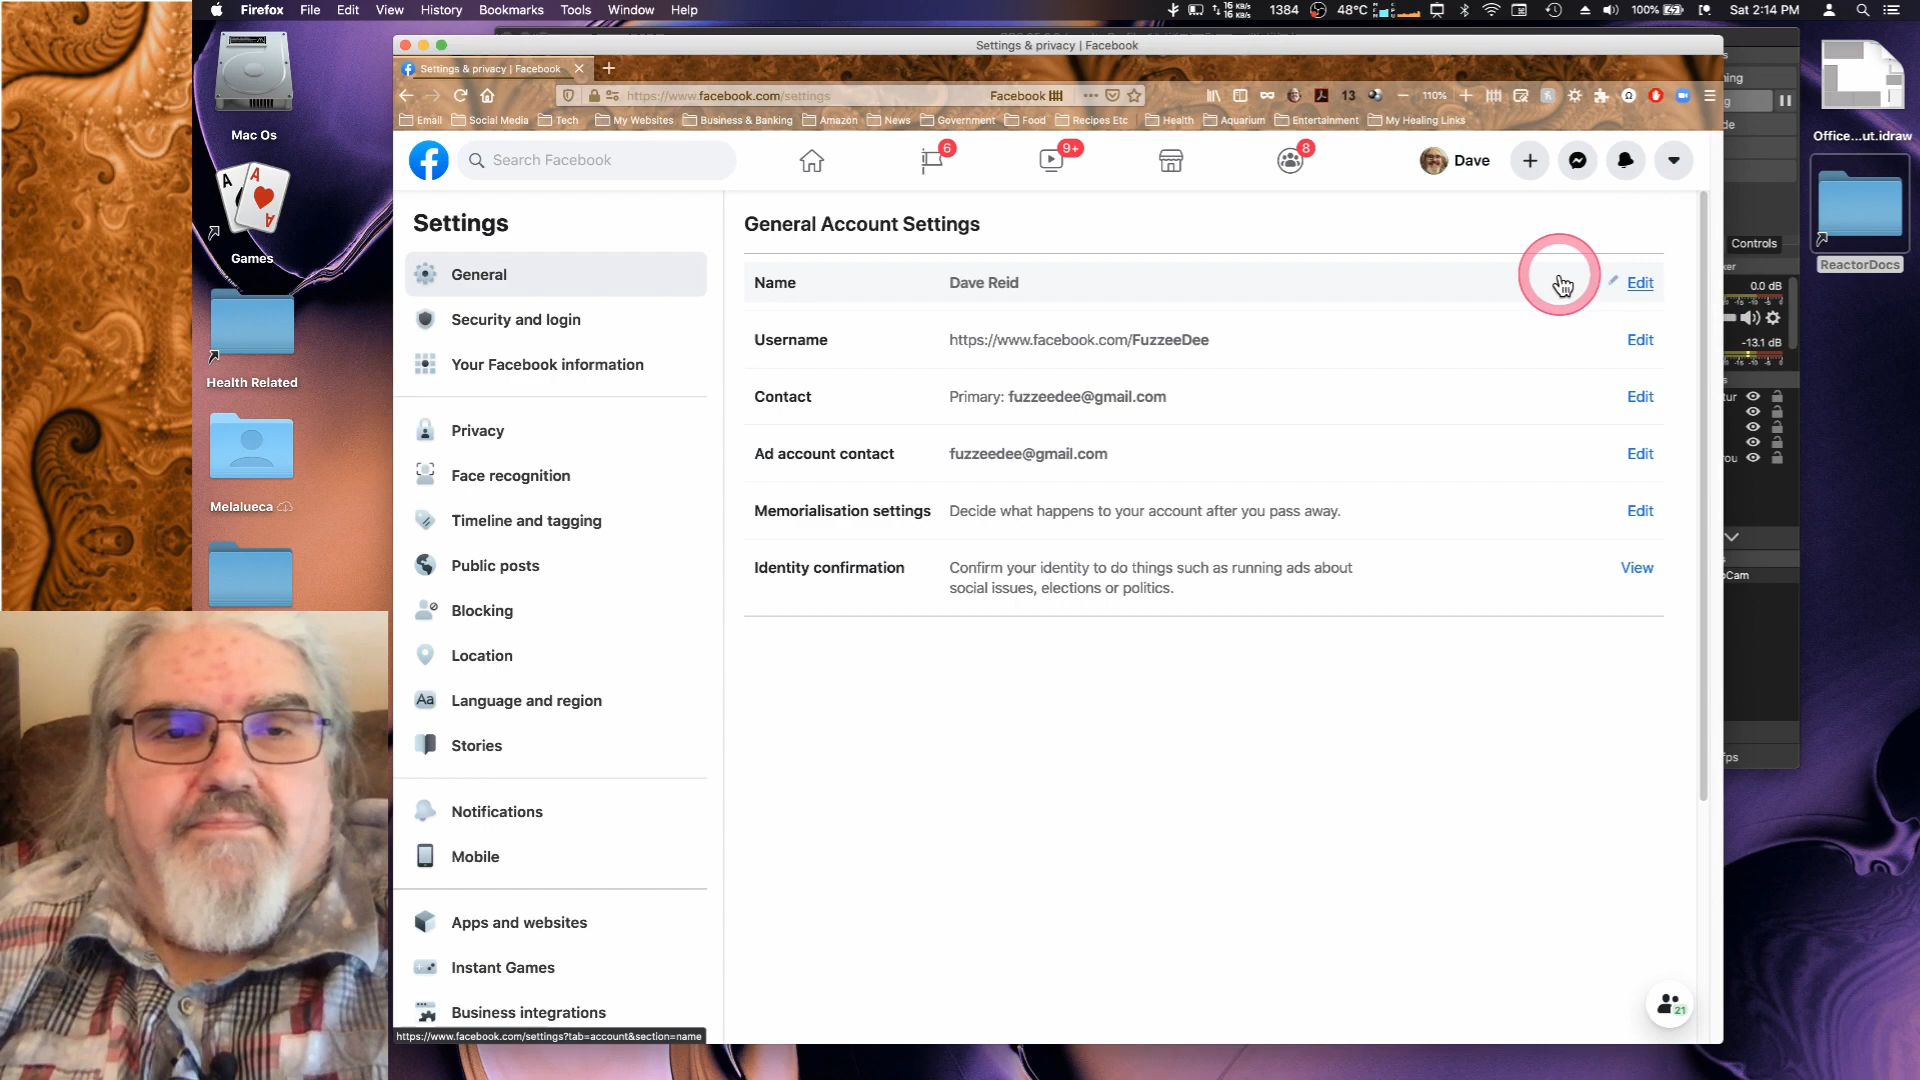 Firefox File Edit View History Bookmarks Tools Window Help
16 KB/s
16 KB/s
1384 48°C 100% Sat 2:14 PM
Settings & privacy | Facebook
Settings & privacy | Facebook
https://www.facebook.com/settings Facebook 13 110%
Email Social Media Tech My Websites Business & Banking Amazon News Government Food Recipes Etc Health Aquarium Entertainment My Healing Links
Search Facebook 6 9+ 8 Dave
Mac Os
Games
Health Related
Melalueca
Office...ut.idraw
ReactorDocs
Controls
0.0 dB
-13.1 dB
Settings
General
Security and login
Your Facebook information
Privacy
Face recognition
Timeline and tagging
Public posts
Blocking
Location
Aa Language and region
Stories
Notifications
Mobile
Apps and websites
Instant Games
Business integrations
General Account Settings
Name Dave Reid Edit
Username https://www.facebook.com/FuzzeeDee Edit
Contact Primary: fuzzeedee@gmail.com Edit
Ad account contact fuzzeedee@gmail.com Edit
Memorialisation settings Decide what happens to your account after you pass away. Edit
Identity confirmation Confirm your identity to do things such as running ads about View
social issues, elections or politics.
21
https://www.facebook.com/settings?tab=account&section=name